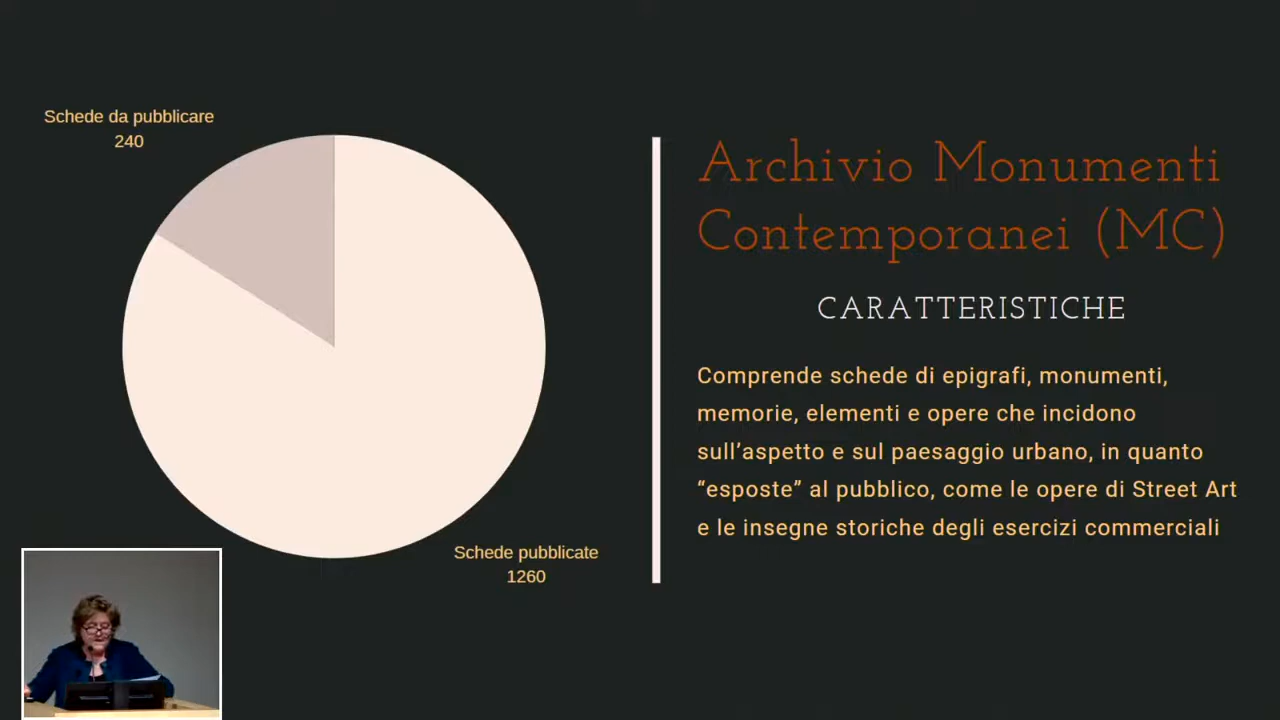 Schede da pubblicare
240
Schede pubblicate
1260
Archivio Monumenti
Contemporanei (MC)
CARATTERISTICHE
Comprende schede di epigrafi, monumenti,
memorie, elementi e opere che incidono
sull’aspetto e sul paesaggio urbano, in quanto
“esposte” al pubblico, come le opere di Street Art
e le insegne storiche degli esercizi commerciali